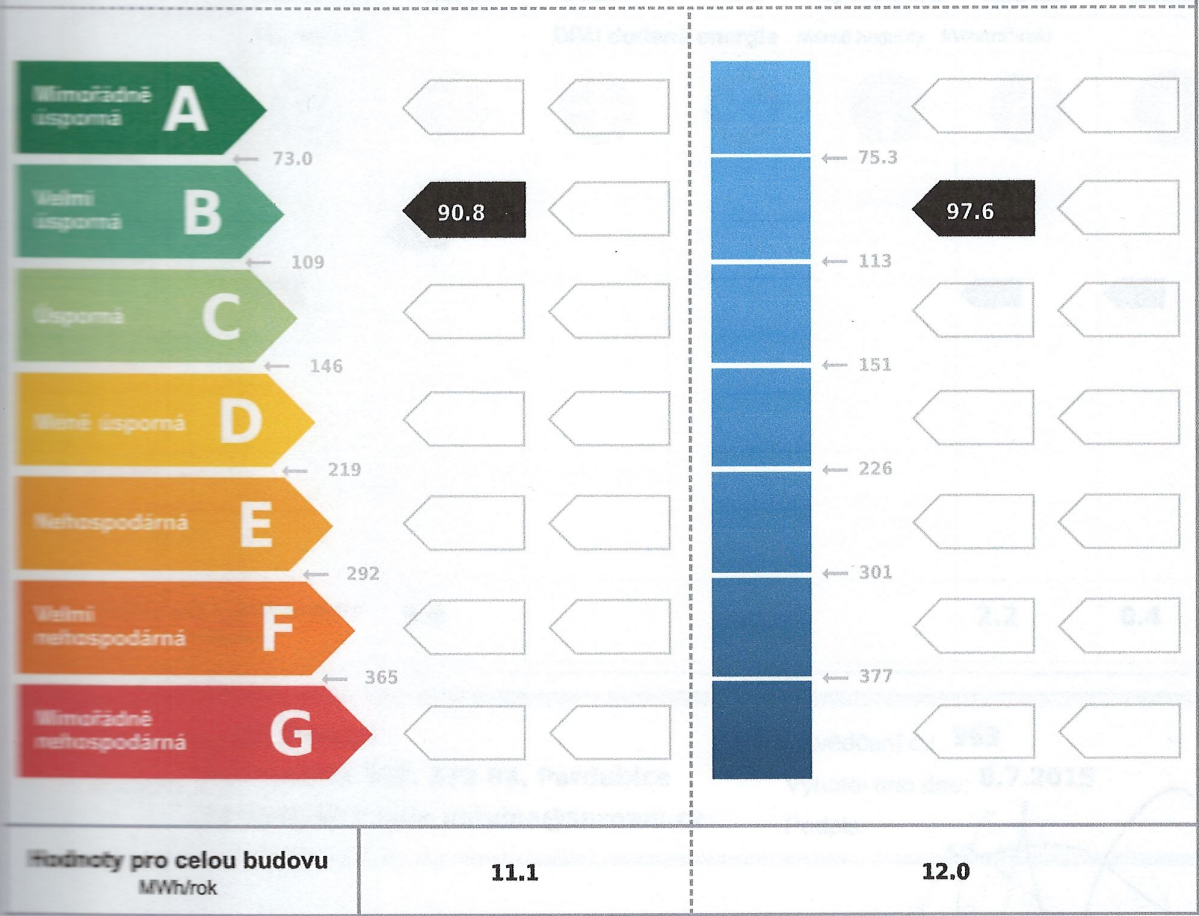 Mimořádně
úsporná A
73.0
75.3
Velmi
úsporná B
90.8
97.6
109
113
Úsporná C
146
151
Méně úsporná D
219
226
Nehospodárná E
292
301
Velmi
nehospodárná F
365
377
Mimořádně
nehospodárná G
Hodnoty pro celou budovu
MWh/rok
11.1
12.0